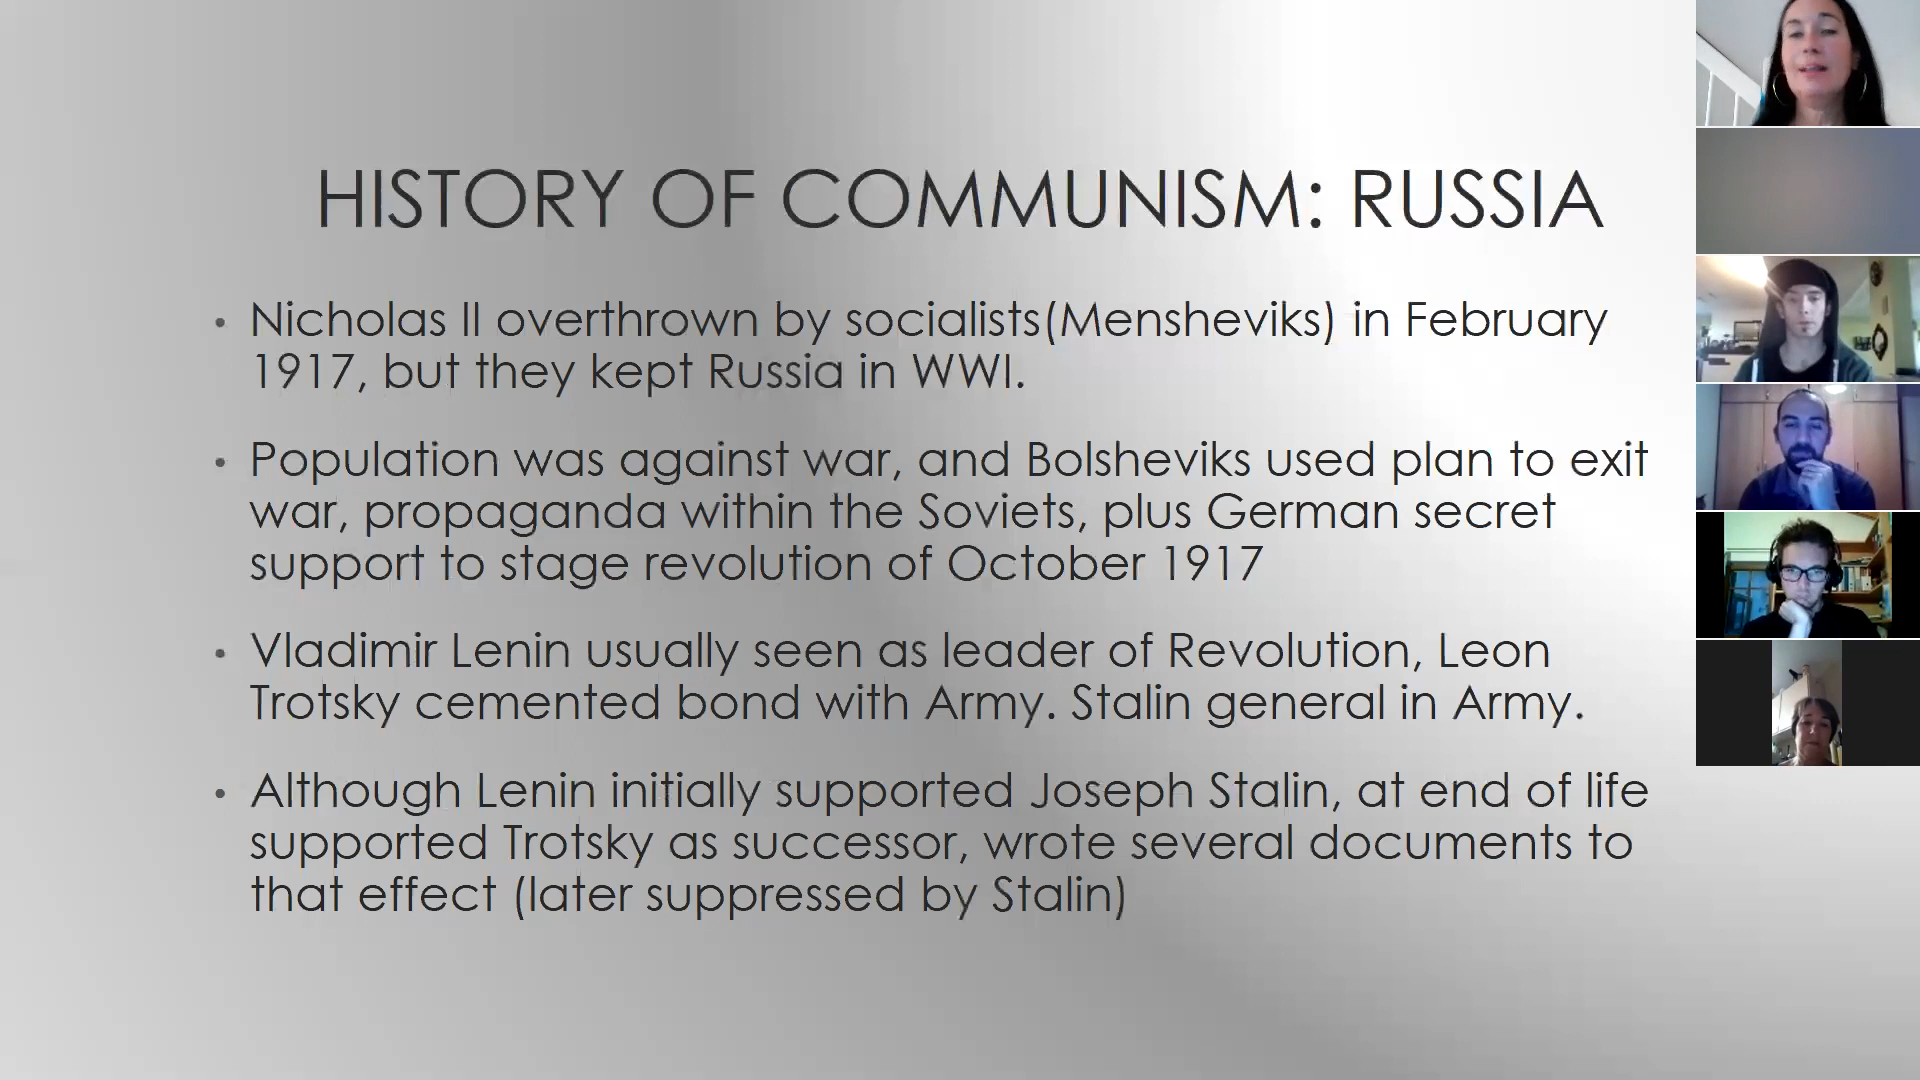 HISTORY OF COMMUNISM: RUSSIA
• Nicholas II overthrown by socialists(Mensheviks) in February
1917, but they kept Russia in WWI.
• Population was against war, and Bolsheviks used plan to exit
war, propaganda within the Soviets, plus German secret
support to stage revolution of October 1917
• Vladimir Lenin usually seen as leader of Revolution, Leon
Trotsky cemented bond with Army. Stalin general in Army.
• Although Lenin initially supported Joseph Stalin, at end of life
supported Trotsky as successor, wrote several documents to
that effect (later suppressed by Stalin)